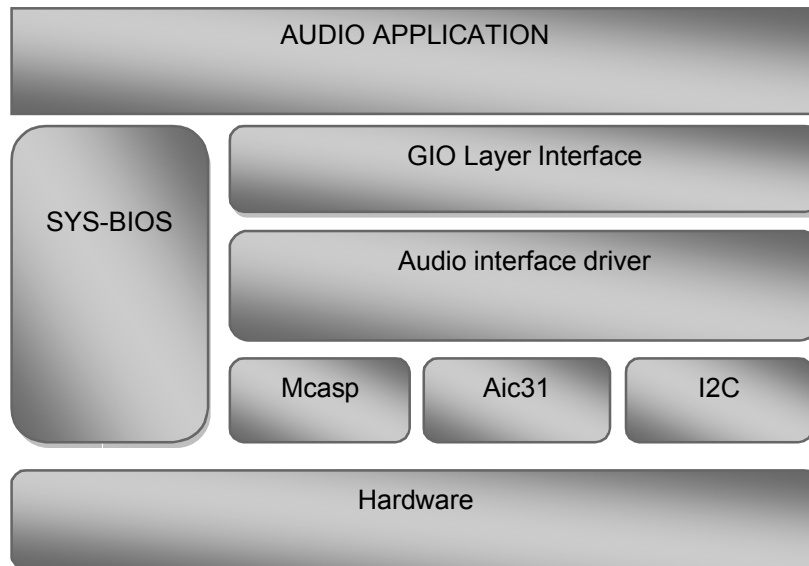 AUDIO APPLICATION
SYS-BIOS
GIO Layer Interface
Audio interface driver
Mcasp
Aic31
I2C
Hardware